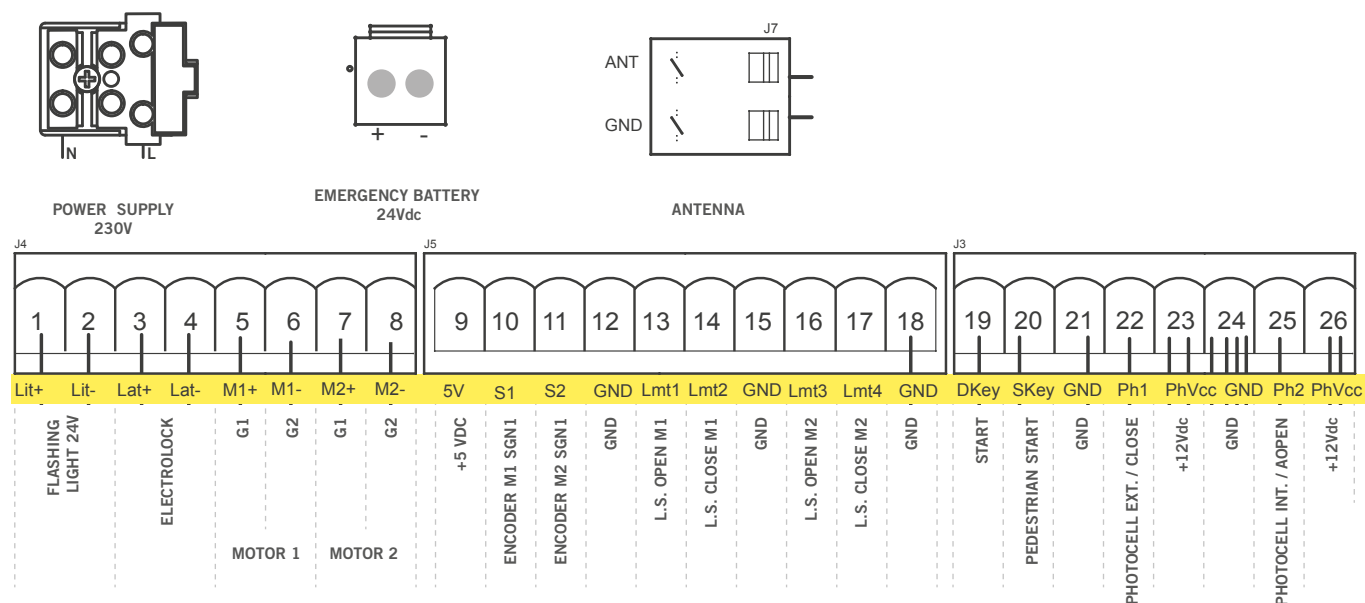 J7
ANT
GND
+ -
N L
POWER SUPPLY
230V
EMERGENCY BATTERY
24Vdc
ANTENNA
J4 J5 J3
1 2 3 4 5 6 7 8 9 10 11 12 13 14 15 16 17 18 19 20 21 22 23 24 25 26
Lit+ Lit- Lat+ Lat- M1+ M1- M2+ M2- 5V S1 S2 GND Lmt1 Lmt2 GND Lmt3 Lmt4 GND DKey SKey GND Ph1 PhVcc GND Ph2 PhVcc
FLASHING
LIGHT 24V
ELECTROLOCK
G1
G2
G1
G2
MOTOR 1
MOTOR 2
+5 VDC
ENCODER M1 SGN1
ENCODER M2 SGN1
GND
L.S. OPEN M1
L.S. CLOSE M1
GND
L.S. OPEN M2
L.S. CLOSE M2
GND
START
PEDESTRIAN START
GND
PHOTOCELL EXT. / CLOSE
+12Vdc
GND
PHOTOCELL INT. / AOPEN
+12Vdc